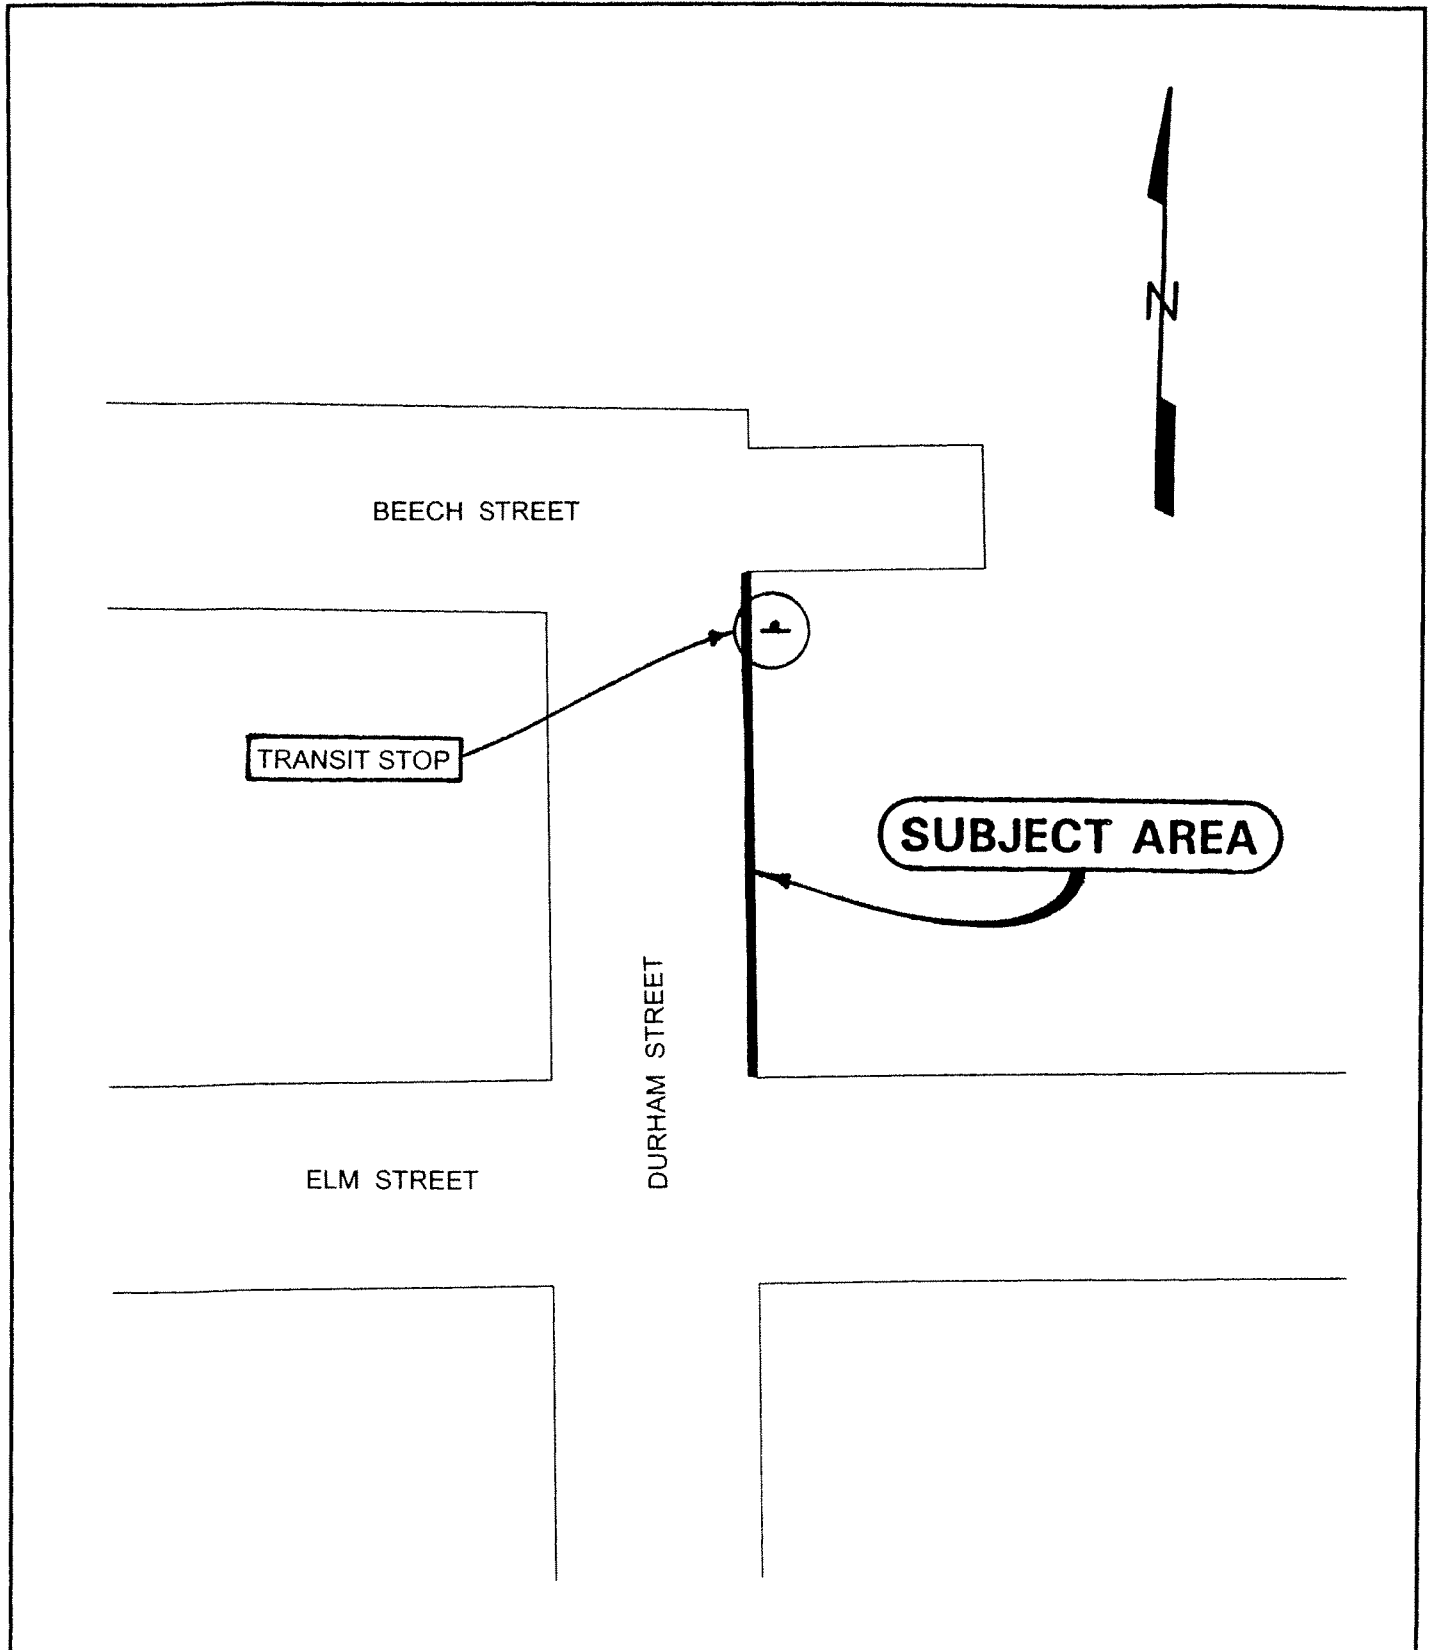 N
BEECH STREET
TRANSIT STOP
SUBJECT AREA
DURHAM STREET
ELM STREET